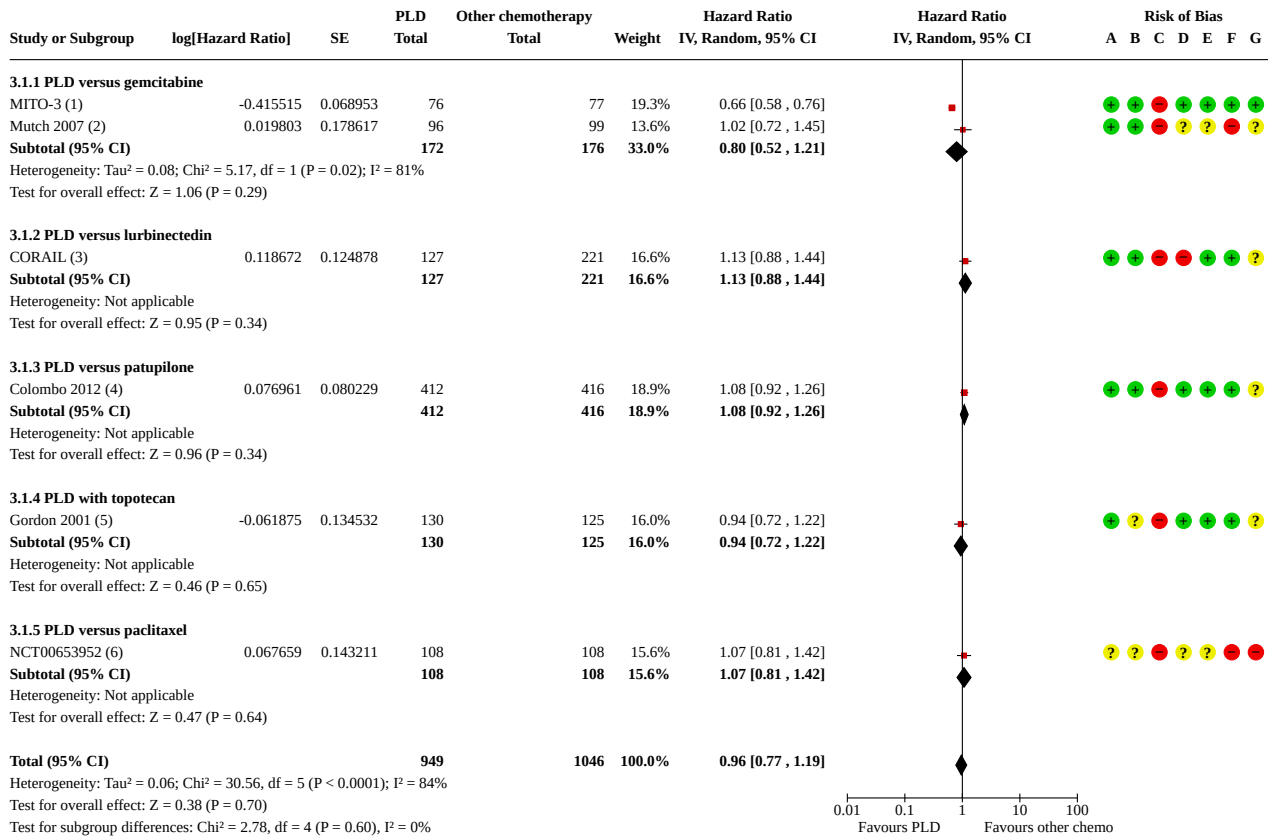 PLD Other chemotherapy Hazard Ratio Hazard Ratio Risk of Bias
Study or Subgroup log[Hazard Ratio] SE Total Total Weight IV, Random, 95% CI IV, Random, 95% CI A B C D E F G
3.1.1 PLD versus gemcitabine
MITO-3 (1) -0.415515 0.068953 76 77 19.3% 0.66 [0.58 , 0.76] + + − + + + +
Mutch 2007 (2) 0.019803 0.178617 96 99 13.6% 1.02 [0.72 , 1.45] + + − ? ? − ?
Subtotal (95% CI) 172 176 33.0% 0.80 [0.52 , 1.21]
Heterogeneity: Tau² = 0.08; Chi² = 5.17, df = 1 (P = 0.02); I² = 81%
Test for overall effect: Z = 1.06 (P = 0.29)
3.1.2 PLD versus lurbinectedin
CORAIL (3) 0.118672 0.124878 127 221 16.6% 1.13 [0.88 , 1.44] + + − − + + ?
Subtotal (95% CI) 127 221 16.6% 1.13 [0.88 , 1.44]
Heterogeneity: Not applicable
Test for overall effect: Z = 0.95 (P = 0.34)
3.1.3 PLD versus patupilone
Colombo 2012 (4) 0.076961 0.080229 412 416 18.9% 1.08 [0.92 , 1.26] + + − + + + ?
Subtotal (95% CI) 412 416 18.9% 1.08 [0.92 , 1.26]
Heterogeneity: Not applicable
Test for overall effect: Z = 0.96 (P = 0.34)
3.1.4 PLD with topotecan
Gordon 2001 (5) -0.061875 0.134532 130 125 16.0% 0.94 [0.72 , 1.22] + ? − + + + ?
Subtotal (95% CI) 130 125 16.0% 0.94 [0.72 , 1.22]
Heterogeneity: Not applicable
Test for overall effect: Z = 0.46 (P = 0.65)
3.1.5 PLD versus paclitaxel
NCT00653952 (6) 0.067659 0.143211 108 108 15.6% 1.07 [0.81 , 1.42] ? ? − ? ? − −
Subtotal (95% CI) 108 108 15.6% 1.07 [0.81 , 1.42]
Heterogeneity: Not applicable
Test for overall effect: Z = 0.47 (P = 0.64)
Total (95% CI) 949 1046 100.0% 0.96 [0.77 , 1.19]
Heterogeneity: Tau² = 0.06; Chi² = 30.56, df = 5 (P < 0.0001); I² = 84%
Test for overall effect: Z = 0.38 (P = 0.70)
0.01 0.1 1 10 100
Test for subgroup differences: Chi² = 2.78, df = 4 (P = 0.60), I² = 0% Favours PLD Favours other chemo